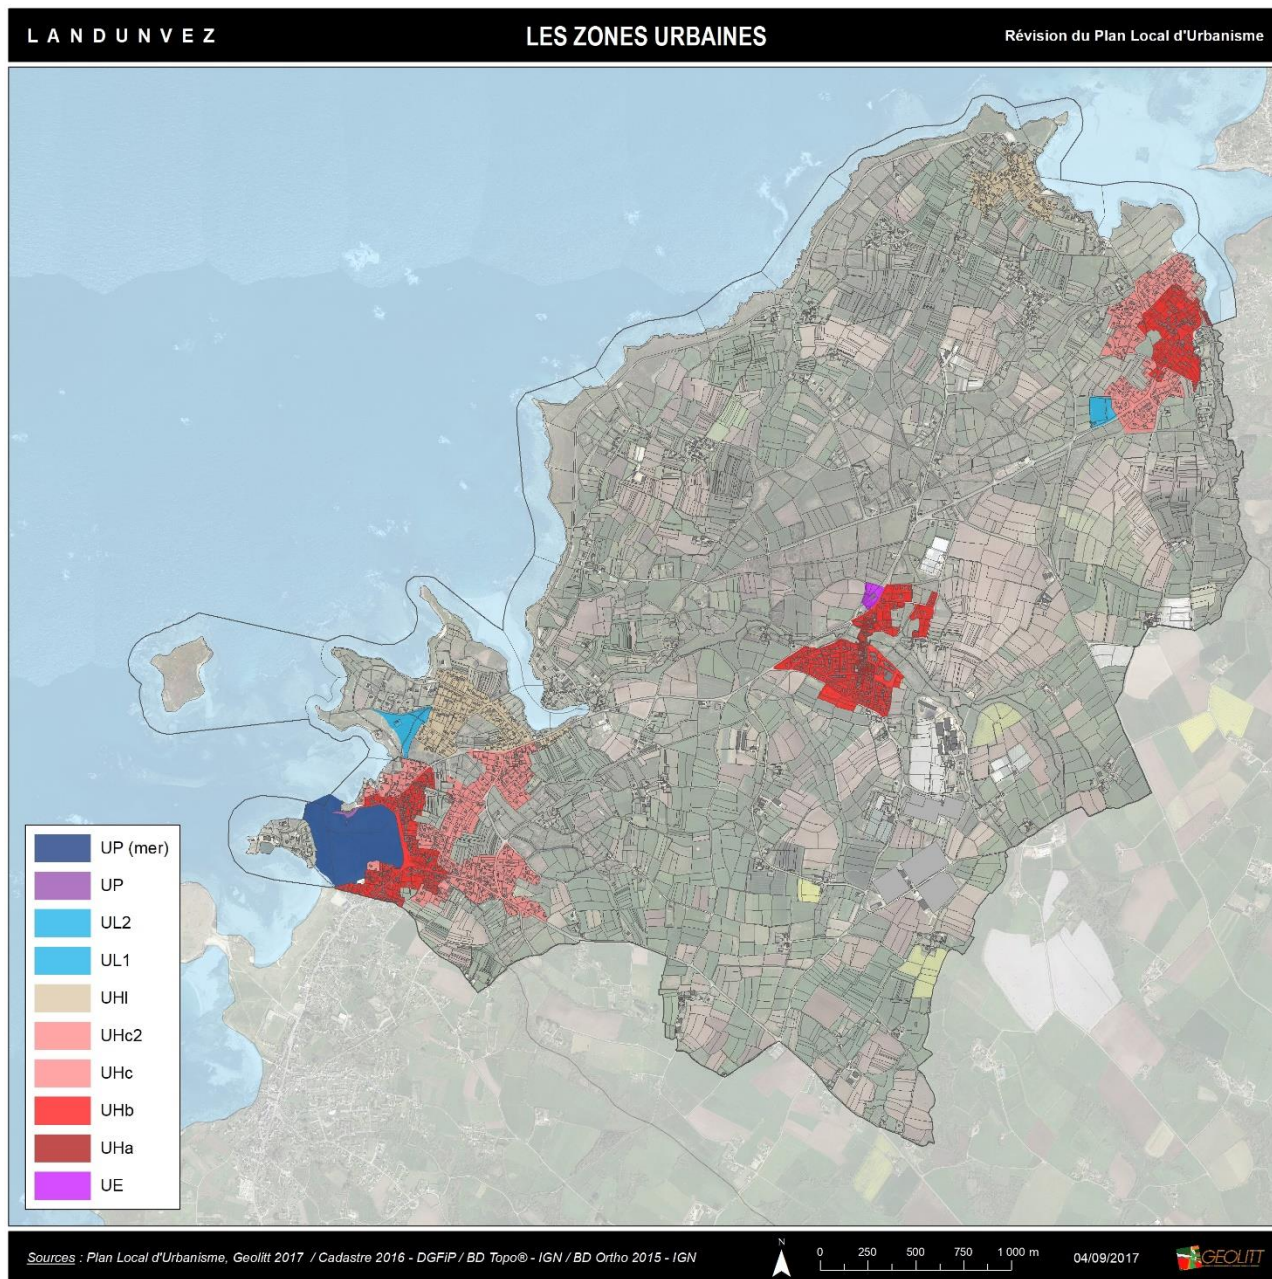 LANDUNVEZ
LES ZONES URBAINES
Révision du Plan Local d'Urbanisme
UP (mer)
UP
UL2
UL1
UHl
UHc2
UHc
UHb
UHa
UE
Sources : Plan Local d'Urbanisme, Geolitt 2017 / Cadastre 2016 - DGFiP / BD Topo® - IGN / BD Ortho 2015 - IGN
N
0 250 500 750 1 000 m
04/09/2017
GEOLITT